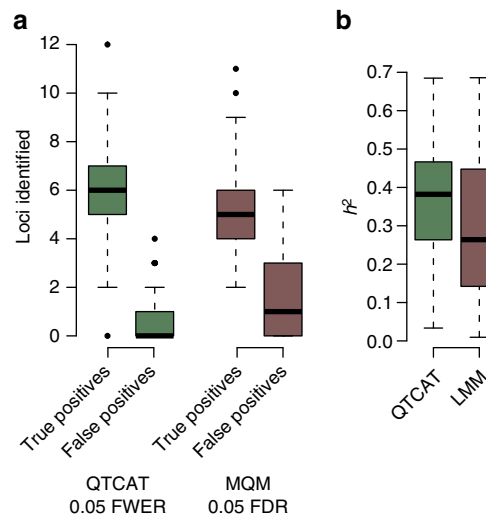 a
b
Loci identified
12
10
8
6
4
2
0
True positives
False positives
True positives
False positives
QTCAT
0.05 FWER
MQM
0.05 FDR
h²
0.7
0.6
0.5
0.4
0.3
0.2
0.1
0.0
QTCAT
LMM